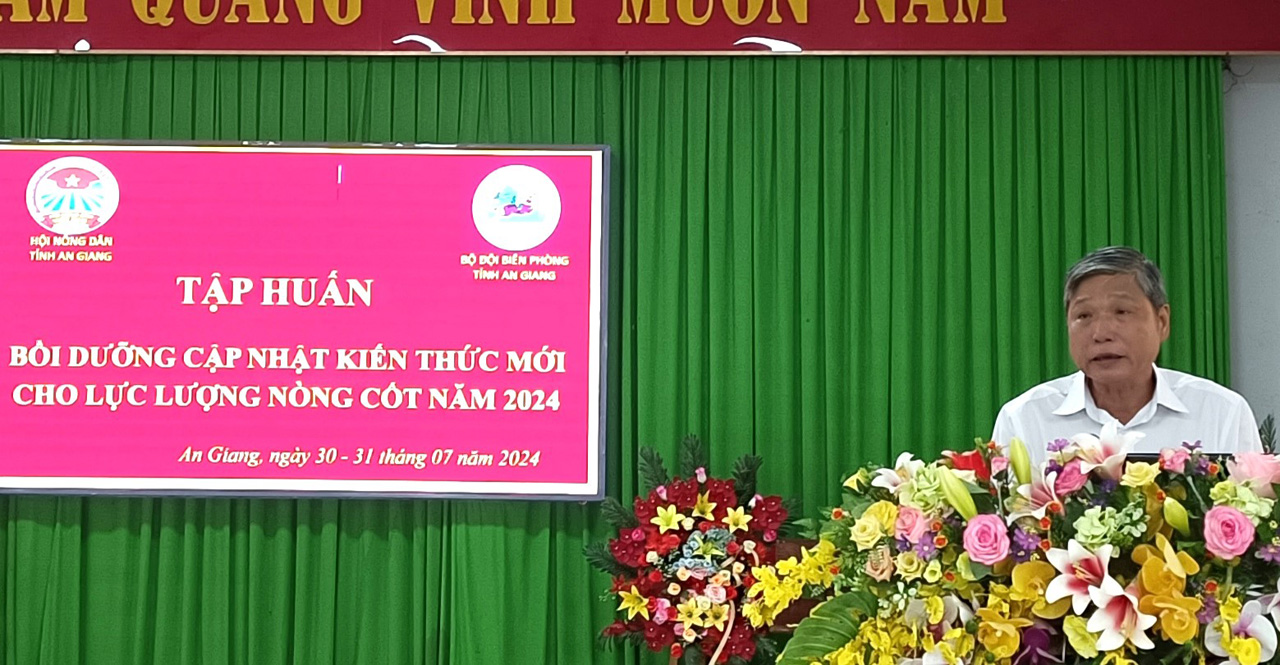 NAM QUANG VINH MUÔN NĂM
HỘI NÔNG DÂN
TỈNH AN GIANG
BỘ ĐỘI BIÊN PHÒNG
TỈNH AN GIANG
TẬP HUẤN
BỒI DƯỠNG CẬP NHẬT KIẾN THỨC MỚI
CHO LỰC LƯỢNG NÒNG CỐT NĂM 2024
An Giang, ngày 30 - 31 tháng 07 năm 2024